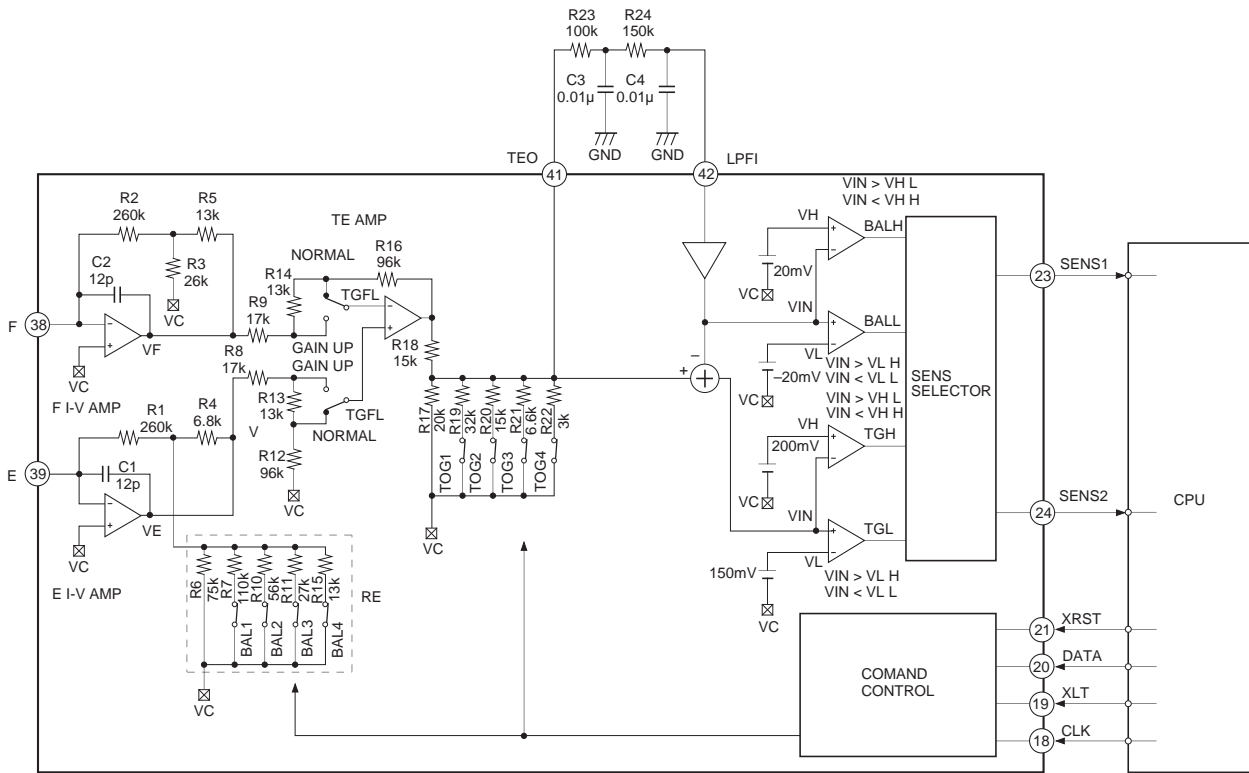 R23
100k
R24
150k
C3
0.01µ
C4
0.01µ
GND
GND
TEO
41
42
LPFI
R2
260k
R5
13k
C2
12p
R3
26k
VC
F
38
VC
VF
F I-V AMP
R9
17k
R8
17k
TE AMP
NORMAL
R14
13k
TGFL
GAIN UP
GAIN UP
R13
13k
TGFL
NORMAL
V
R12
96k
VC
R16
96k
R18
15k
R17
20k
R19
32k
R20
15k
R21
6.6k
R22
3k
TOG1
TOG2
TOG3
TOG4
VC
R1
260k
R4
6.8k
E
39
C1
12p
VC
VE
E I-V AMP
R6
75k
R7
110k
R10
56k
R11
27k
R15
13k
BAL1
BAL2
BAL3
BAL4
RE
VC
VIN > VH L
VIN < VH H
VH
BALH
20mV
VC
VIN
BALL
VL
–20mV
VC
VIN > VL H
VIN < VL L
VIN > VH L
VIN < VH H
VH
200mV
TGH
VC
VIN
TGL
VL
150mV
VC
VIN > VL H
VIN < VL L
– 
+
SENS
SELECTOR
23
SENS1
24
SENS2
CPU
COMAND
CONTROL
21
XRST
20
DATA
19
XLT
18
CLK